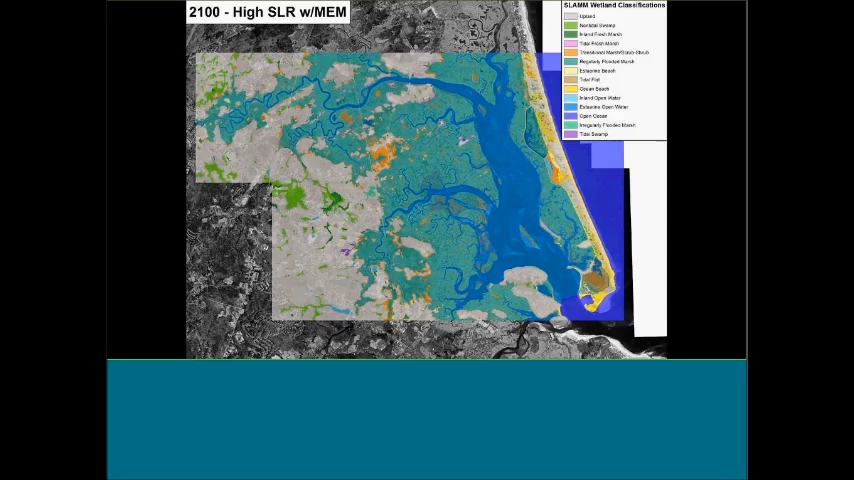 2100 - High SLR w/MEM
SLAMM Wetland Classifications
Upland
Nontidal Swamp
Inland Fresh Marsh
Tidal Fresh Marsh
Transitional Marsh/Scrub-Shrub
Regularly Flooded Marsh
Estuarine Beach
Tidal Flat
Ocean Beach
Inland Open Water
Estuarine Open Water
Open Ocean
Irregularly Flooded Marsh
Tidal Swamp